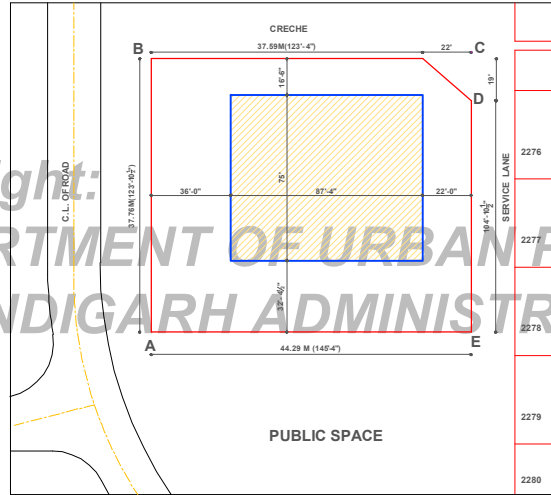 CRECHE
37.59M(123'-4")
22'
B
C
16'-6"
19'
D
C.L. OF ROAD
37.76M(123'-10½")
75'
SERVICE LANE
2276
ight:
36'-0"
87'-4"
22'-0"
104'-10½"
RTMENT OF URBAN P
2277
NDIGARH ADMINISTR
32'-4½"
2278
A
E
44.29 M (145'-4")
2279
PUBLIC SPACE
2280